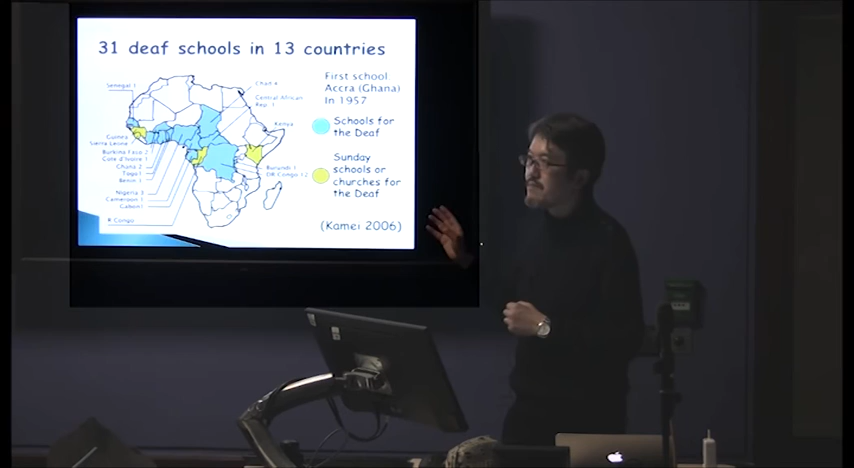 31 deaf schools in 13 countries
Senegal 1
Chad 4
Central African
Rep. 1
Kenya
Guinea
Sierra Leone
Burkina Faso 2
Cote d'Ivoire 1
Ghana 2
Togo 1
Benin 1
Nigeria 3
Cameroon 1
Gabon 1
R Congo
Burundi 1
DR Congo 12
First school
Accra (Ghana)
In 1957
Schools for
the Deaf
Sunday
schools or
churches for
the Deaf
(Kamei 2006)